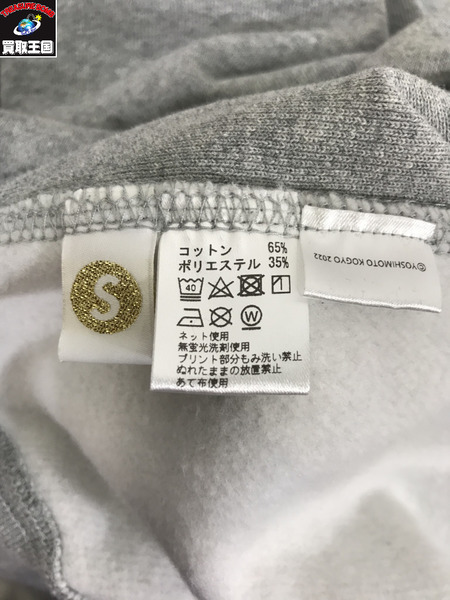 買取王国
コットン 65%
ポリエステル 35%
40
S
W
ネット使用
無蛍光洗剤使用
プリント部分もみ洗い禁止
ぬれたままの放置禁止
あて布使用
©YOSHIMOTO KOGYO 2022